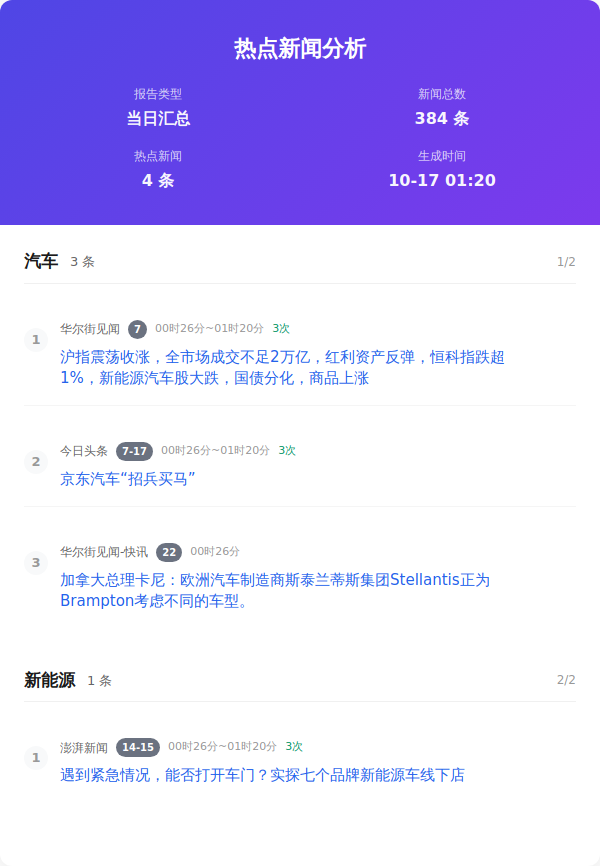 热点新闻分析
报告类型
当日汇总
新闻总数
384 条
热点新闻
4 条
生成时间
10-17 01:20
汽车 3 条 1/2
1 华尔街见闻 7 00时26分~01时20分 3次
沪指震荡收涨，全市场成交不足2万亿，红利资产反弹，恒科指跌超
1%，新能源汽车股大跌，国债分化，商品上涨
2 今日头条 7-17 00时26分~01时20分 3次
京东汽车“招兵买马”
3 华尔街见闻-快讯 22 00时26分
加拿大总理卡尼：欧洲汽车制造商斯泰兰蒂斯集团Stellantis正为
Brampton考虑不同的车型。
新能源 1 条 2/2
1 澎湃新闻 14-15 00时26分~01时20分 3次
遇到紧急情况，能否打开车门？实探七个品牌新能源车线下店